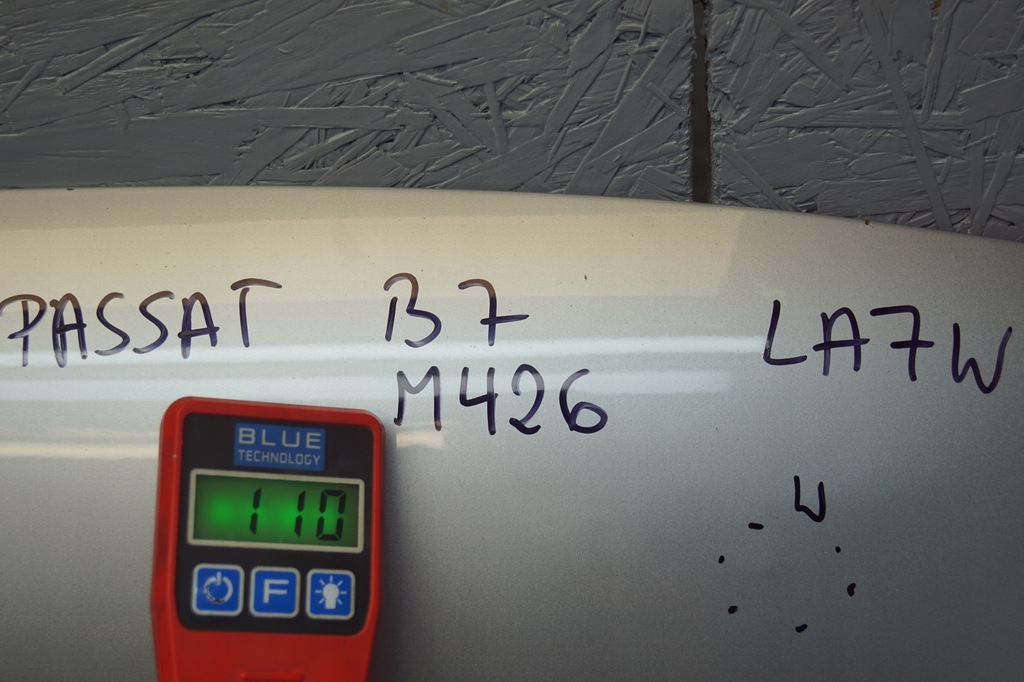 PASSAT B7 LA7W
M426
BLUE
TECHNOLOGY
110
F
W